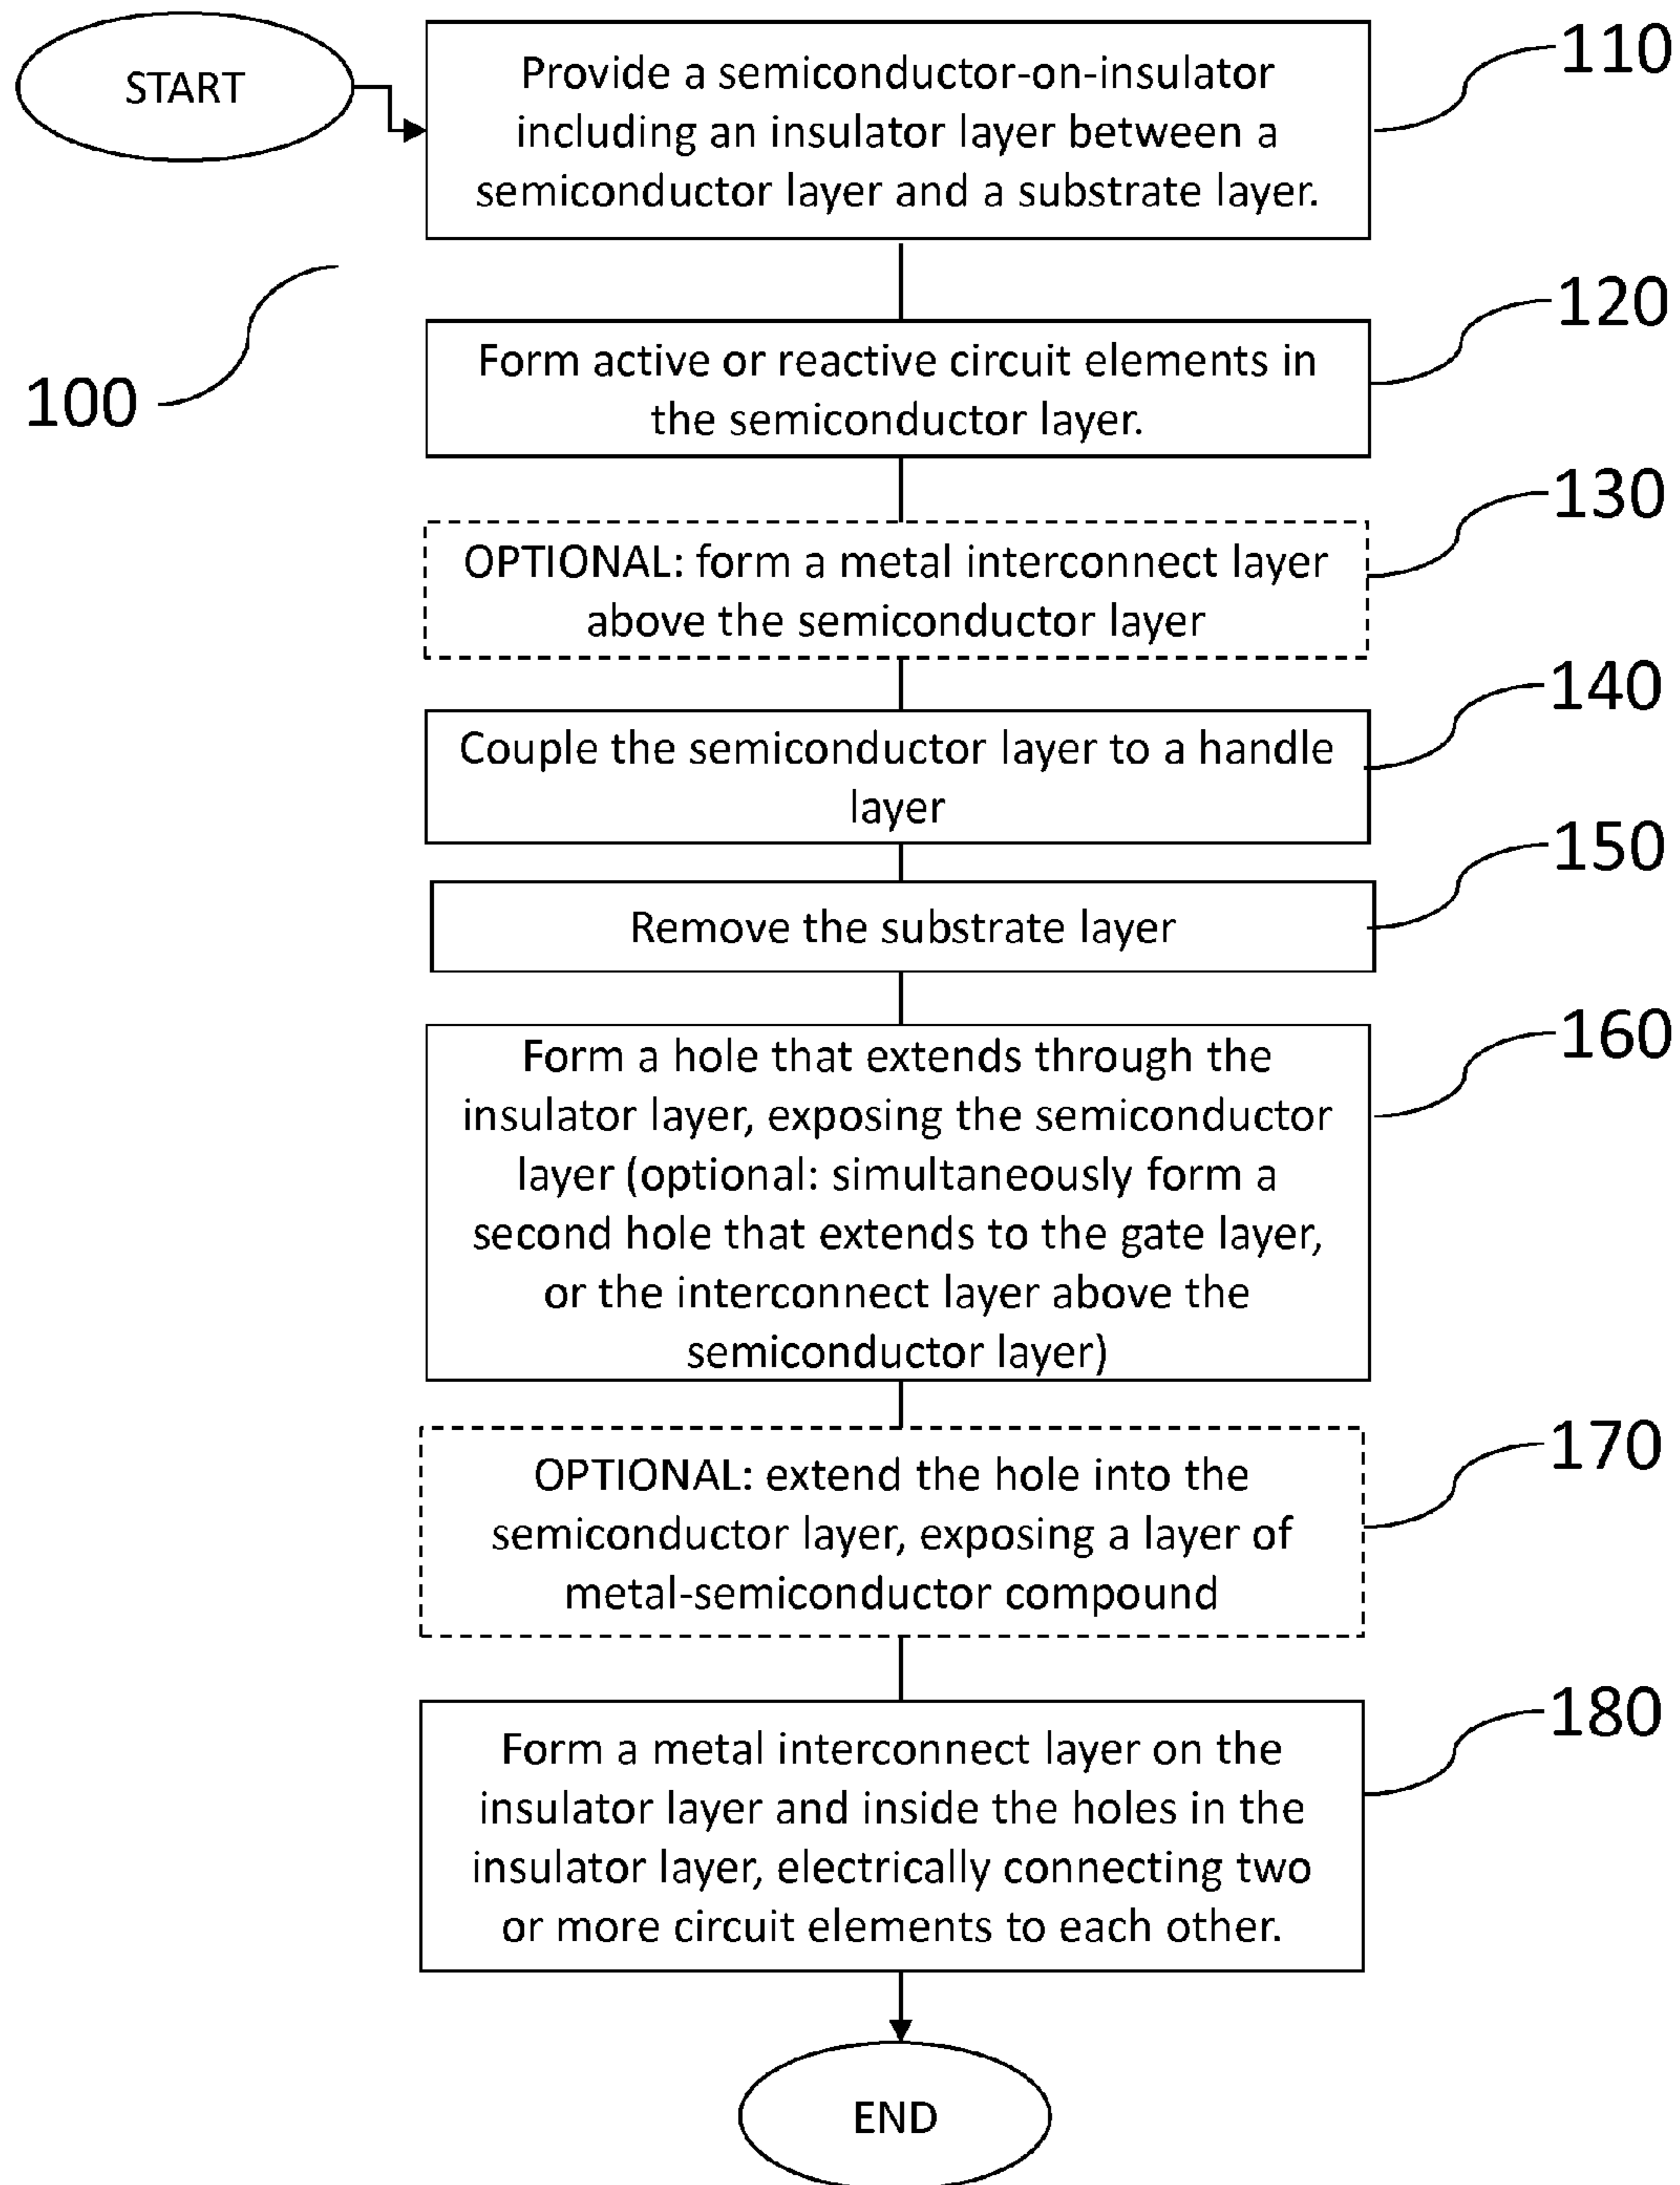 START
Provide a semiconductor-on-insulator
including an insulator layer between a
semiconductor layer and a substrate layer.
110
100
Form active or reactive circuit elements in
the semiconductor layer.
120
OPTIONAL: form a metal interconnect layer
above the semiconductor layer
130
Couple the semiconductor layer to a handle
layer
140
Remove the substrate layer
150
Form a hole that extends through the
insulator layer, exposing the semiconductor
layer (optional: simultaneously form a
second hole that extends to the gate layer,
or the interconnect layer above the
semiconductor layer)
160
OPTIONAL: extend the hole into the
semiconductor layer, exposing a layer of
metal-semiconductor compound
170
Form a metal interconnect layer on the
insulator layer and inside the holes in the
insulator layer, electrically connecting two
or more circuit elements to each other.
180
END